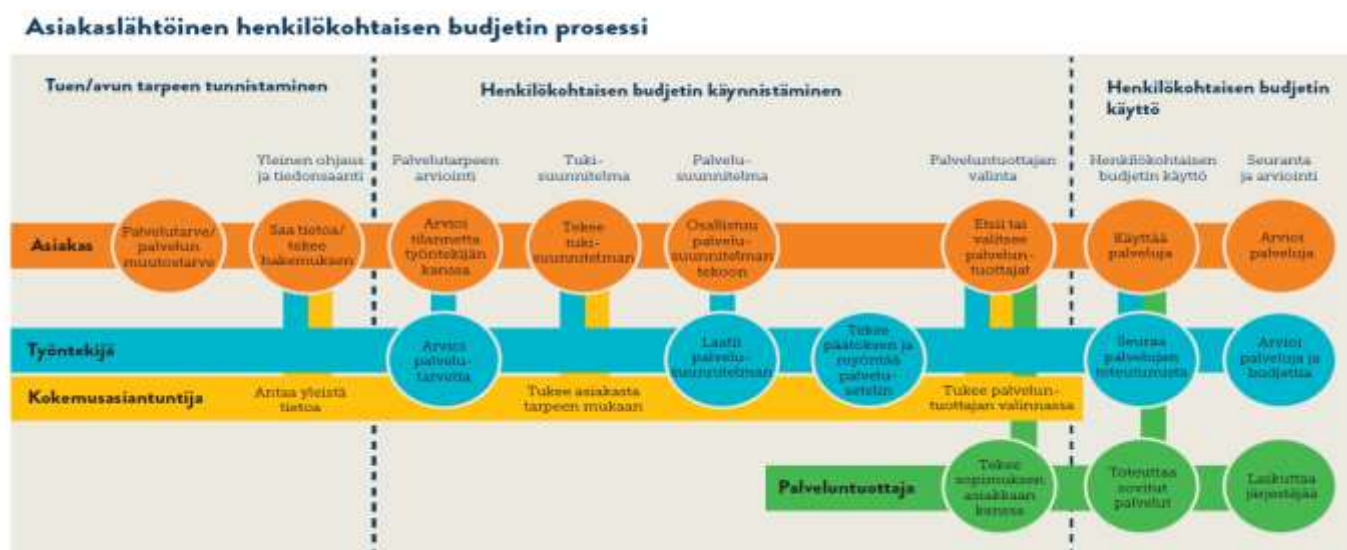 Asiakaslähtöinen henkilökohtaisen budjetin prosessi
Tuen/avun tarpeen tunnistaminen
Henkilökohtaisen budjetin käynnistäminen
Henkilökohtaisen budjetin
käyttö
Yleinen ohjaus
ja tiedonsaanti
Palvelutarpeen
arviointi
Tuki-
suunnitelma
Palvelu-
suunnitelma
Palveluntuottajan
valinta
Henkilökohtaisen
budjetin käyttö
Seuranta
ja arviointi
Asiakas
Palvelutarve/
palvelun
muutostarve
Saa tietoa/
tekee
hakemuksen
Arvioi
tilannetta
työntekijän
kanssa
Tekee
tuki-
suunnitelman
Osallistuu
palvelu-
suunnitelman
tekoon
Etsii tai
valitsee
palvelun-
tuottajat
Käyttää
palveluja
Arvioi
palveluja
Työntekijä
Arvioi
palvelu-
tarvetta
Laatii
palvelu-
suunnitelman
Tekee
päätöksen ja
myöntää
palvelu-
setelin
Seuraa
palvelujen
toteutumista
Arvioi
palveluja ja
budjettia
Kokemusasiantuntija
Antaa yleistä
tietoa
Tukee asiakasta
tarpeen mukaan
Tukee palvelun-
tuottajan valinnassa
Palveluntuottaja
Tekee
sopimuksen
asiakkaan
kanssa
Toteuttaa
sovitut
palvelut
Laskuttaa
järjestäjää